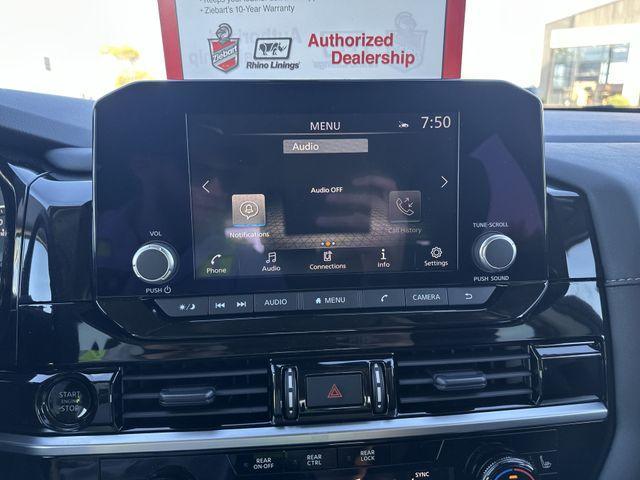 Keeps your
Ziebart's 10-Year Warranty
Ziebart
RHINO
Rhino Linings®
Authorized
Dealership
MENU
7:50
Audio
Audio OFF
Notifications
Call History
Phone
Audio
Connections
Info
Settings
VOL
PUSH
TUNE·SCROLL
PUSH SOUND
AUDIO
MENU
CAMERA
START
ENGINE
STOP
REAR
ON·OFF
REAR
CTRL
REAR
LOCK
SYNC